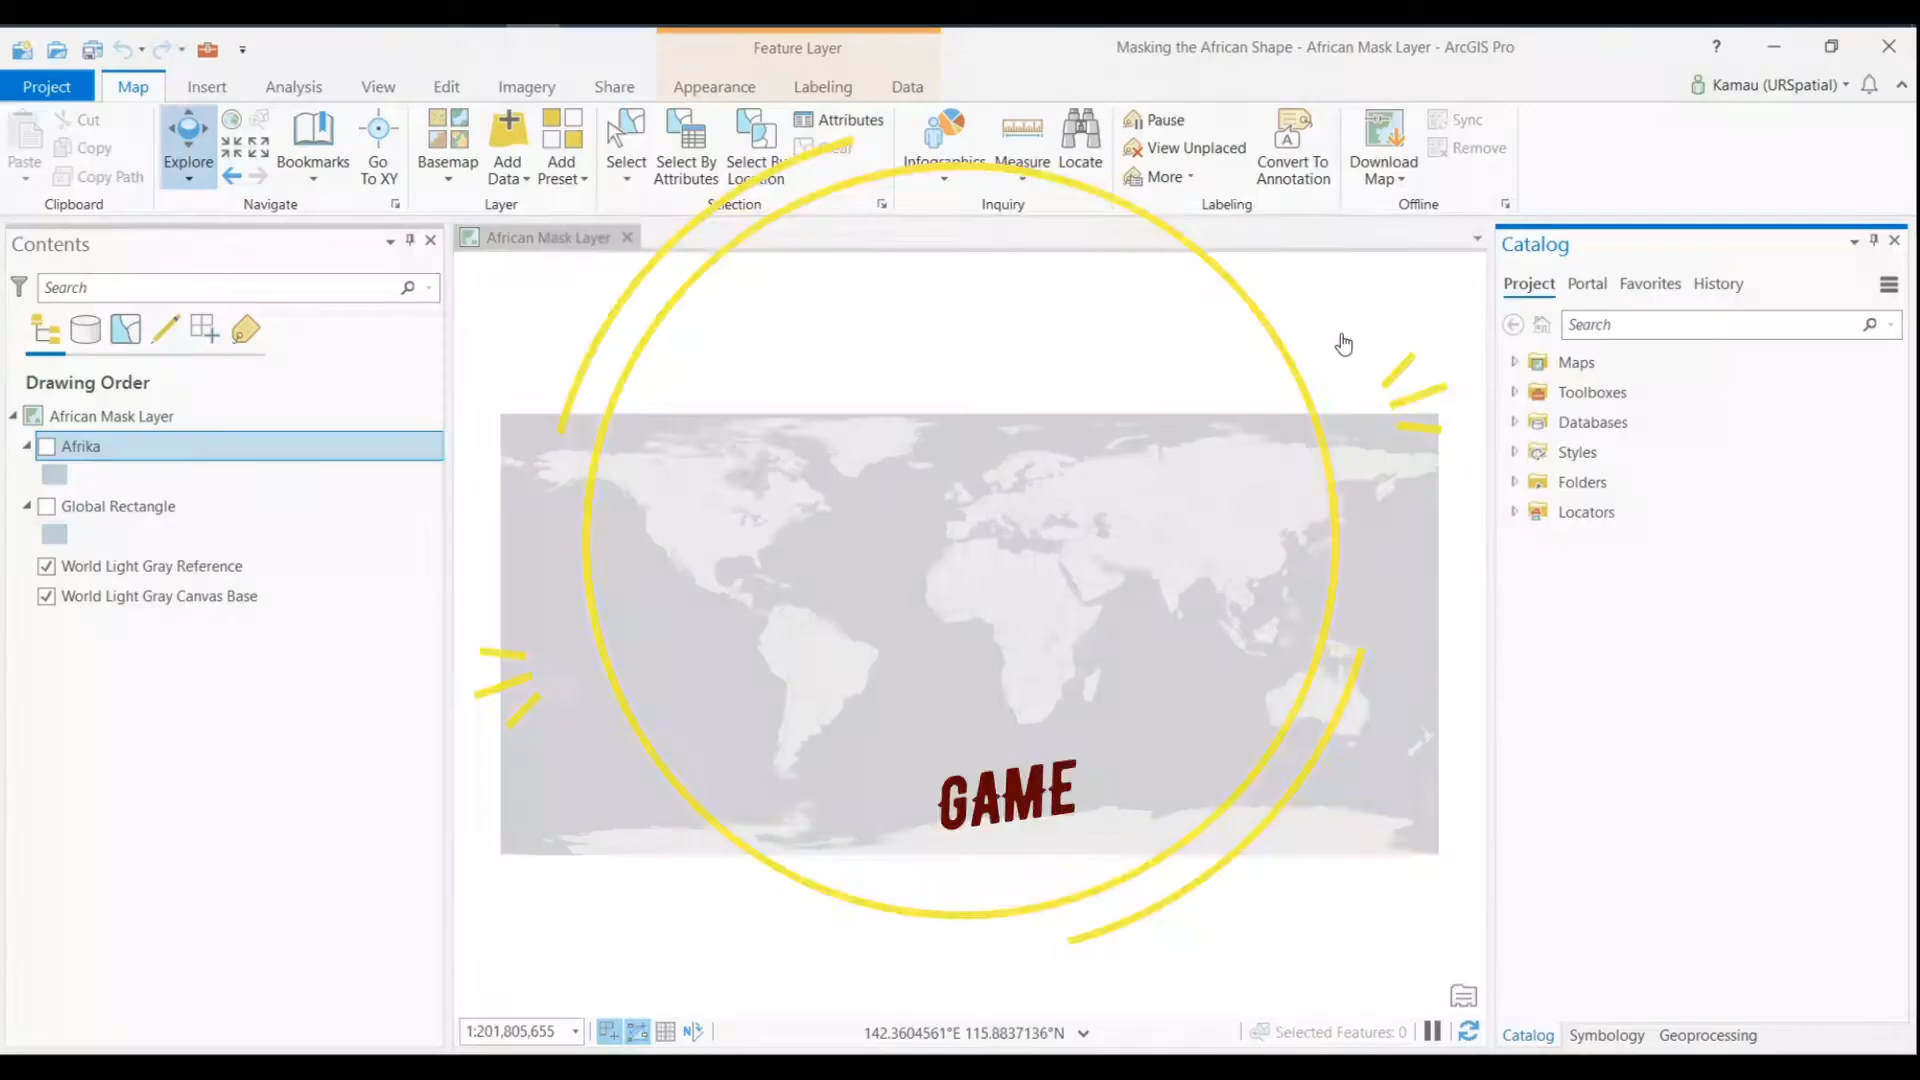 Feature Layer
Masking the African Shape - African Mask Layer - ArcGIS Pro
?
Project Map Insert Analysis View Edit Imagery Share Appearance Labeling Data
Kamau (URSpatial)
Paste
Cut
Copy
Copy Path
Clipboard
Explore
Bookmarks
Go
To XY
Navigate
Basemap
Add
Data
Add
Preset
Layer
Select
Select By
Attributes
Select By
Location
Attributes
Clear
Selection
Infographics
Measure
Locate
Inquiry
Pause
View Unplaced
More
Convert To
Annotation
Labeling
Download
Map
Sync
Remove
Offline
Contents
Search
Drawing Order
African Mask Layer
Afrika
Global Rectangle
World Light Gray Reference
World Light Gray Canvas Base
African Mask Layer
GAME
1:201,805,655
142.3604561°E 115.8837136°N
Selected Features: 0
Catalog
Project Portal Favorites History
Search
Maps
Toolboxes
Databases
Styles
Folders
Locators
Catalog Symbology Geoprocessing